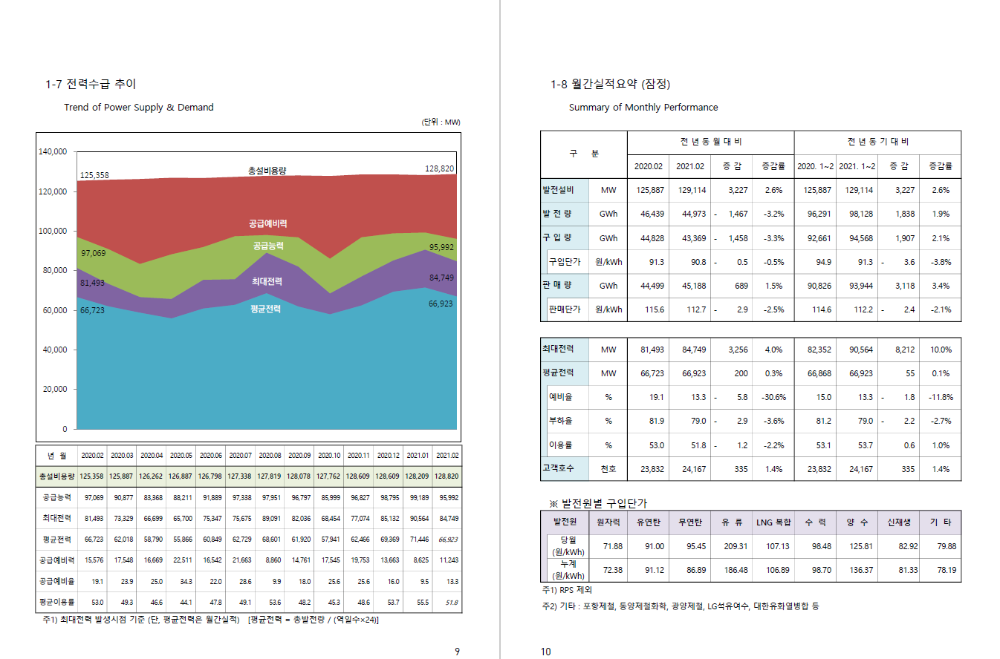 1-7 전력수급 추이
Trend of Power Supply & Demand
(단위 : MW)
140,000
120,000
100,000
80,000
60,000
40,000
20,000
0
125,358
총설비용량
128,820
공급예비력
97,069
공급능력
95,992
81,493
최대전력
84,749
66,723
평균전력
66,923
년 월 2020.02 2020.03 2020.04 2020.05 2020.06 2020.07 2020.08 2020.09 2020.10 2020.11 2020.12 2021.01 2021.02
총설비용량 125,358 125,887 126,262 126,887 126,798 127,338 127,819 128,078 127,762 128,609 128,609 128,209 128,820
공급능력 97,069 90,877 83,368 88,211 91,889 97,338 97,951 96,797 85,999 96,827 98,795 99,189 95,992
최대전력 81,493 73,329 66,699 65,700 75,347 75,675 89,091 82,036 68,454 77,074 85,132 90,564 84,749
평균전력 66,723 62,018 58,790 55,866 60,849 62,729 68,601 61,920 57,941 62,466 69,369 71,446 66,923
공급예비력 15,576 17,548 16,669 22,511 16,542 21,663 8,860 14,761 17,545 19,753 13,663 8,625 11,243
공급예비율 19.1 23.9 25.0 34.3 22.0 28.6 9.9 18.0 25.6 25.6 16.0 9.5 13.3
평균이용률 53.0 49.3 46.6 44.1 47.8 49.1 53.6 48.2 45.3 48.6 53.7 55.5 51.8
주1) 최대전력 발생시점 기준 (단, 평균전력은 월간실적) [평균전력 = 총발전량 / (역일수×24)]
9
1-8 월간실적요약 (잠정)
Summary of Monthly Performance
구 분 전 년 동 월 대 비 전 년 동 기 대 비
2020.02 2021.02 증 감 증감률 2020. 1~2 2021. 1~2 증 감 증감률
발전설비 MW 125,887 129,114 3,227 2.6% 125,887 129,114 3,227 2.6%
발 전 량 GWh 46,439 44,973 - 1,467 -3.2% 96,291 98,128 1,838 1.9%
구 입 량 GWh 44,828 43,369 - 1,458 -3.3% 92,661 94,568 1,907 2.1%
구입단가 원/kWh 91.3 90.8 - 0.5 -0.5% 94.9 91.3 - 3.6 -3.8%
판 매 량 GWh 44,499 45,188 689 1.5% 90,826 93,944 3,118 3.4%
판매단가 원/kWh 115.6 112.7 - 2.9 -2.5% 114.6 112.2 - 2.4 -2.1%
최대전력 MW 81,493 84,749 3,256 4.0% 82,352 90,564 8,212 10.0%
평균전력 MW 66,723 66,923 200 0.3% 66,868 66,923 55 0.1%
예비율 % 19.1 13.3 - 5.8 -30.6% 15.0 13.3 - 1.8 -11.8%
부하율 % 81.9 79.0 - 2.9 -3.6% 81.2 79.0 - 2.2 -2.7%
이용률 % 53.0 51.8 - 1.2 -2.2% 53.1 53.7 0.6 1.0%
고객호수 천호 23,832 24,167 335 1.4% 23,832 24,167 335 1.4%
※ 발전원별 구입단가
발전원 원자력 유연탄 무연탄 유 류 LNG 복합 수 력 양 수 신재생 기 타
당월
(원/kWh) 71.88 91.00 95.45 209.31 107.13 98.48 125.81 82.92 79.88
누계
(원/kWh) 72.38 91.12 86.89 186.48 106.89 98.70 136.37 81.33 78.19
주1) RPS 제외
주2) 기타 : 포항제철, 동양제철화학, 광양제철, LG석유여수, 대한유화열병합 등
10